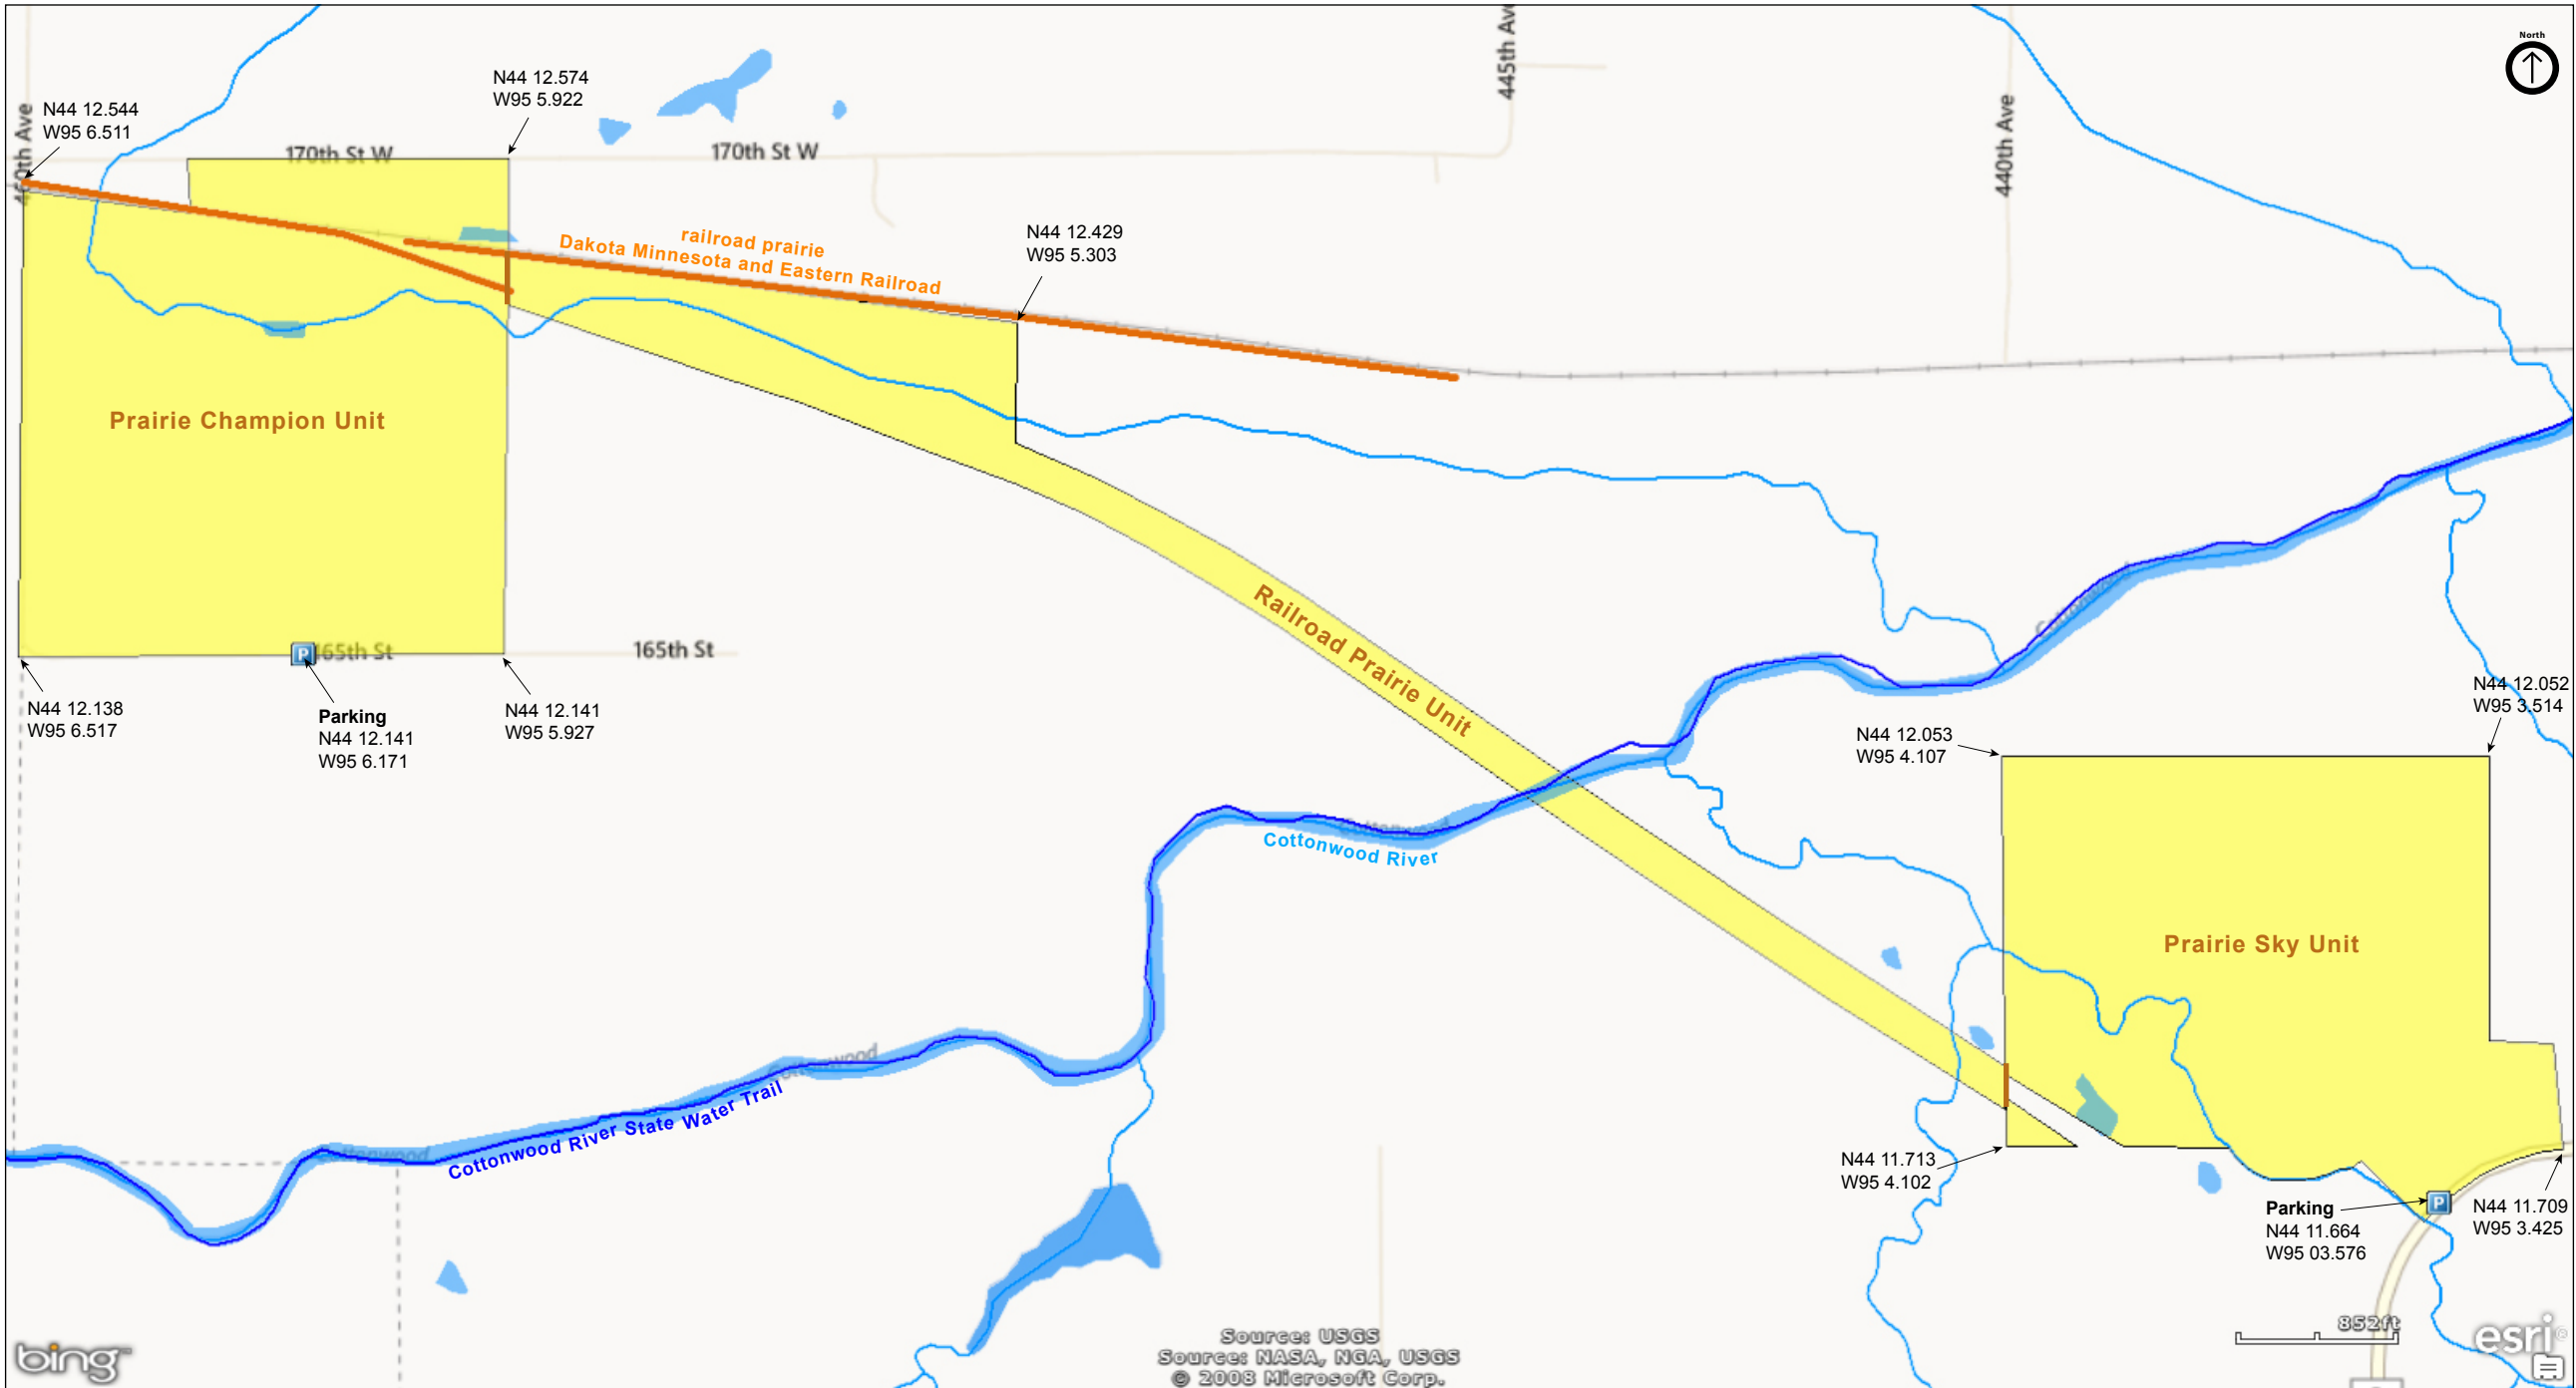 North
445th Av
N44 12.574
W95 5.922
N44 12.544
W95 6.511
460th Ave
440th Ave
170th St W
170th St W
railroad prairie
Dakota Minnesota and Eastern Railroad
N44 12.429
W95 5.303
Prairie Champion Unit
Railroad Prairie Unit
165th St
165th St
P
N44 12.138
W95 6.517
Parking
N44 12.141
W95 6.171
N44 12.141
W95 5.927
N44 12.052
W95 3.514
N44 12.053
W95 4.107
Cottonwood
Cottonwood River
Prairie Sky Unit
Cottonwood
Cottonwood River State Water Trail
Cottonwood
N44 11.713
W95 4.102
P
Parking
N44 11.664
W95 03.576
N44 11.709
W95 3.425
852ft
bing™
Source: USGS
Source: NASA, NGA, USGS
© 2008 Microsoft Corp.
esri